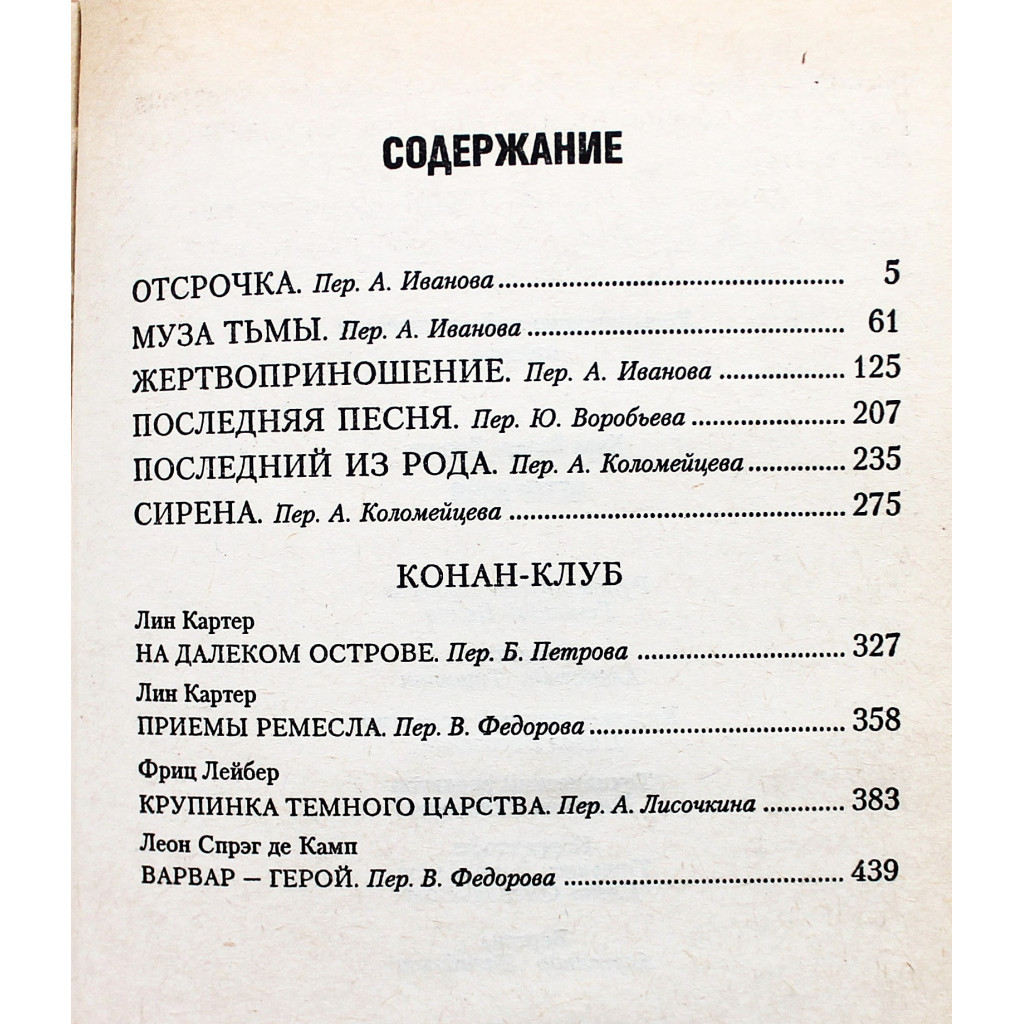 СОДЕРЖАНИЕ
ОТСРОЧКА. Пер. А. Иванова ........ 5
МУЗА ТЬМЫ. Пер. А. Иванова ........ 61
ЖЕРТВОПРИНОШЕНИЕ. Пер. А. Иванова ........ 125
ПОСЛЕДНЯЯ ПЕСНЯ. Пер. Ю. Воробьева ........ 207
ПОСЛЕДНИЙ ИЗ РОДА. Пер. А. Коломейцева ........ 235
СИРЕНА. Пер. А. Коломейцева ........ 275
КОНАН-КЛУБ
Лин Картер
НА ДАЛЕКОМ ОСТРОВЕ. Пер. Б. Петрова ........ 327
Лин Картер
ПРИЕМЫ РЕМЕСЛА. Пер. В. Федорова ........ 358
Фриц Лейбер
КРУПИНКА ТЕМНОГО ЦАРСТВА. Пер. А. Лисочкина ........ 383
Леон Спрэг де Камп
ВАРВАР — ГЕРОЙ. Пер. В. Федорова ........ 439